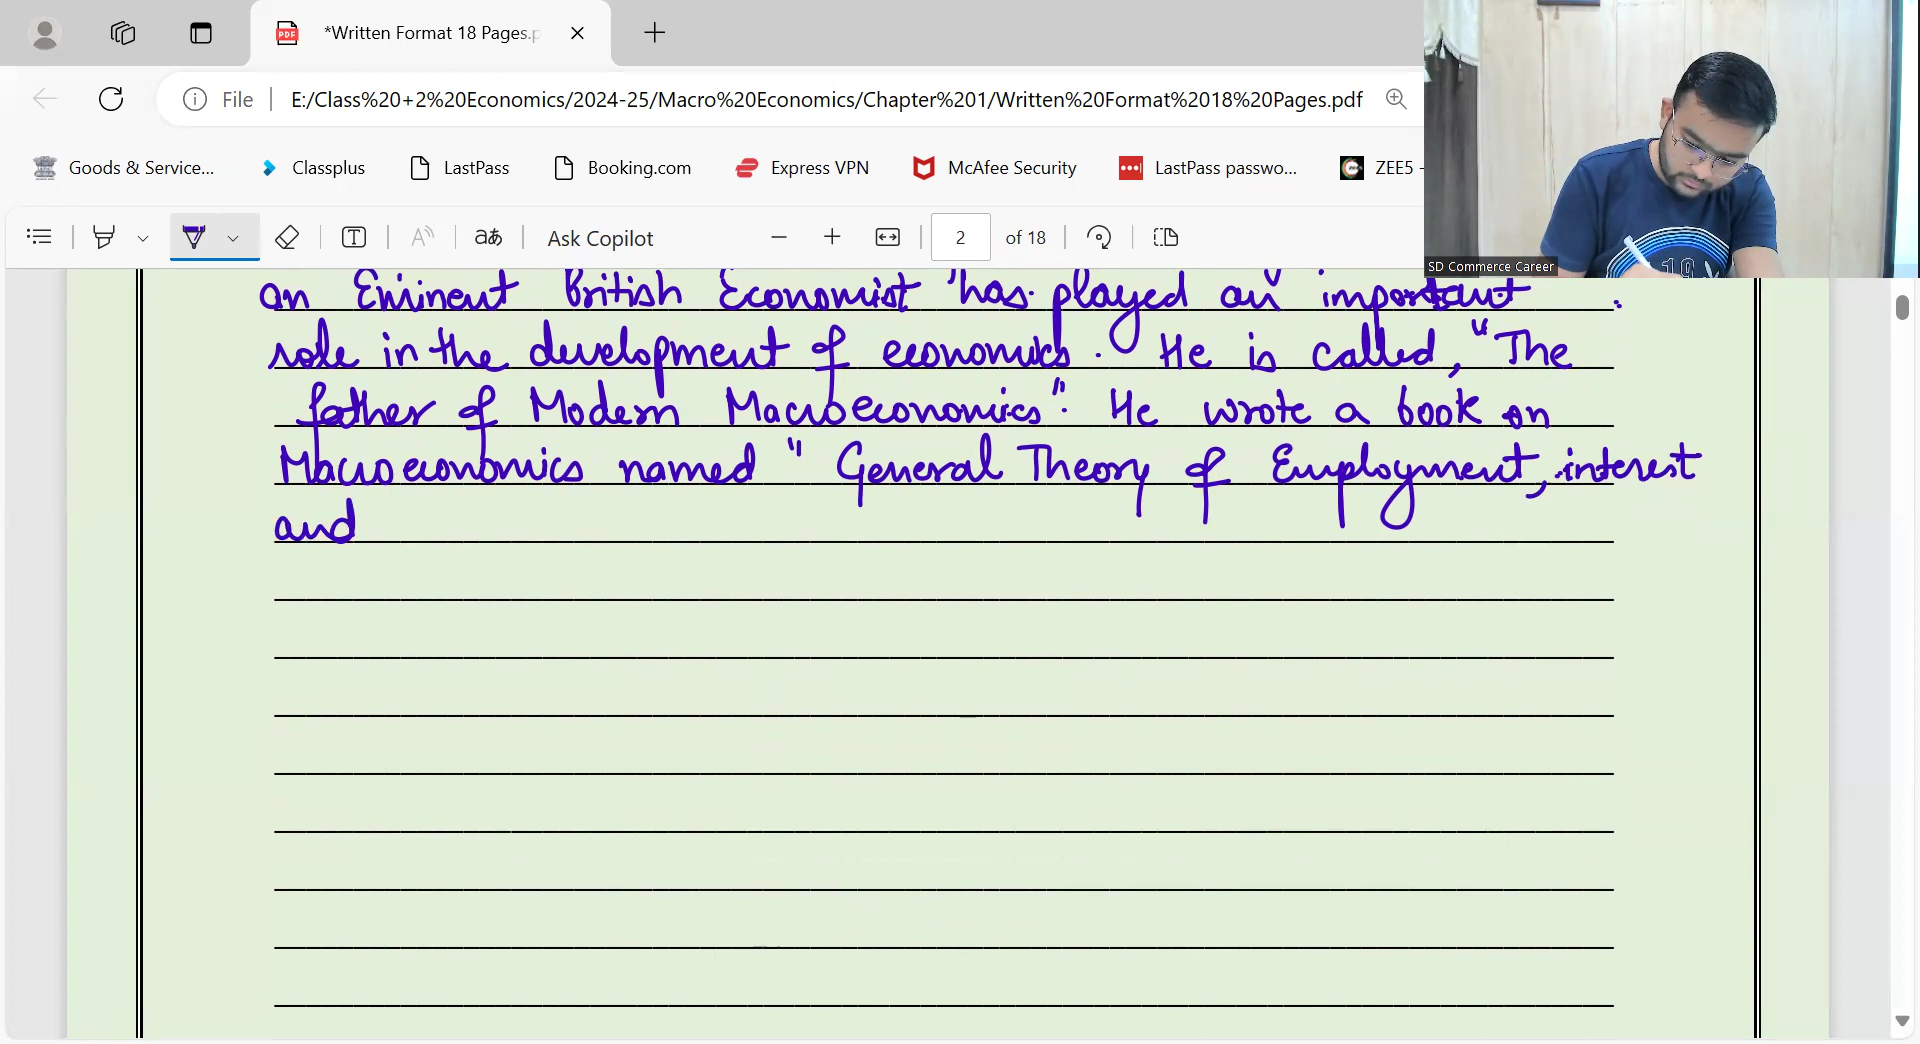 *Written Format 18 Pages.p
File
E:/Class%20+2%20Economics/2024-25/Macro%20Economics/Chapter%201/Written%20Format%2018%20Pages.pdf
Goods & Service...
Classplus
LastPass
Booking.com
Express VPN
McAfee Security
LastPass passwo...
ZEE5 -
Ask Copilot
2 of 18
SD Commerce Career
19
an Eminent British Economist has played an important
role in the development of economics. He is called, "The
father of Modern Macroeconomics". He wrote a book on
Macroeconomics named " General Theory of Employment, interest
and